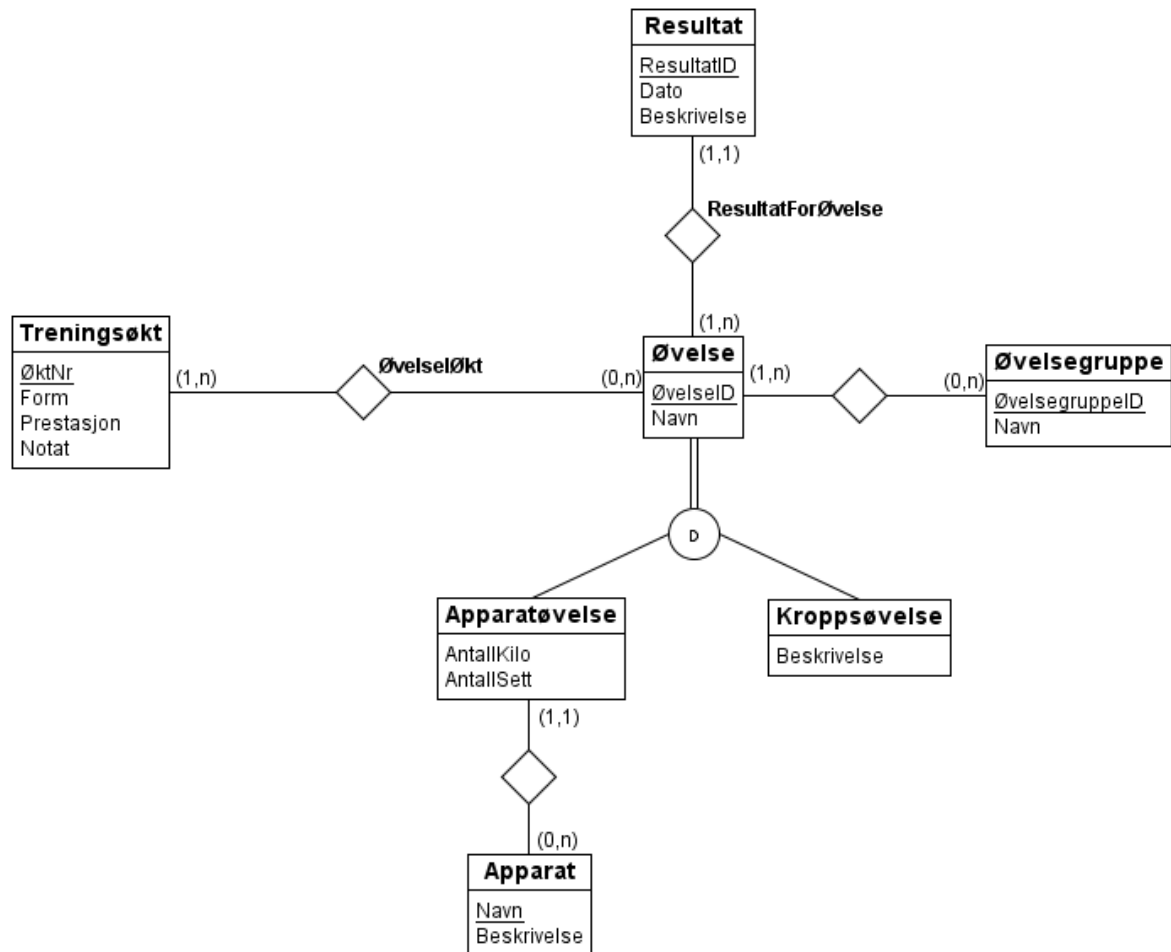 Resultat
ResultatID
Dato
Beskrivelse
(1,1)
ResultatForØvelse
(1,n)
Treningsøkt
ØktNr
Form
Prestasjon
Notat
(1,n)
ØvelseIØkt
(0,n)
Øvelse
ØvelseID
Navn
(1,n)
(0,n)
Øvelsegruppe
ØvelsegruppeID
Navn
D
Apparatøvelse
AntallKilo
AntallSett
Kroppsøvelse
Beskrivelse
(1,1)
(0,n)
Apparat
Navn
Beskrivelse